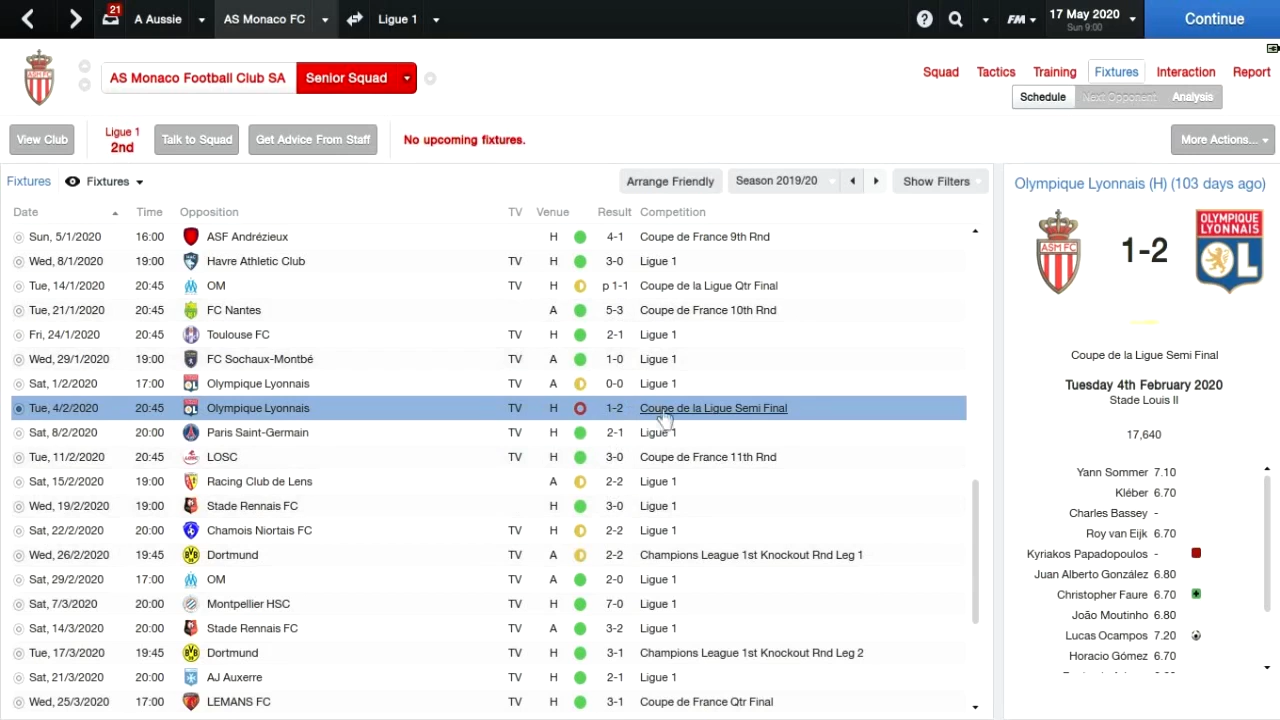 21 A Aussie AS Monaco FC Ligue 1 ? FM 17 May 2020 Continue
Sun 9:00
AS Monaco Football Club SA Senior Squad Squad Tactics Training Fixtures Interaction Report
Schedule Next Opponent Analysis
View Club Ligue 1 2nd Talk to Squad Get Advice From Staff No upcoming fixtures. More Actions...
Fixtures Fixtures Arrange Friendly Season 2019/20 Show Filters
Date Time Opposition TV Venue Result Competition
Sun, 5/1/2020 16:00 ASF Andrézieux H 4-1 Coupe de France 9th Rnd
Wed, 8/1/2020 19:00 Havre Athletic Club TV H 3-0 Ligue 1
Tue, 14/1/2020 20:45 OM TV H p 1-1 Coupe de la Ligue Qtr Final
Tue, 21/1/2020 20:45 FC Nantes A 5-3 Coupe de France 10th Rnd
Fri, 24/1/2020 20:45 Toulouse FC TV H 2-1 Ligue 1
Wed, 29/1/2020 19:00 FC Sochaux-Montbé TV A 1-0 Ligue 1
Sat, 1/2/2020 17:00 Olympique Lyonnais TV A 0-0 Ligue 1
Tue, 4/2/2020 20:45 Olympique Lyonnais TV H 1-2 Coupe de la Ligue Semi Final
Sat, 8/2/2020 20:00 Paris Saint-Germain TV H 2-1 Ligue 1
Tue, 11/2/2020 20:45 LOSC TV H 3-0 Coupe de France 11th Rnd
Sat, 15/2/2020 19:00 Racing Club de Lens A 2-2 Ligue 1
Wed, 19/2/2020 19:00 Stade Rennais FC H 3-0 Ligue 1
Sat, 22/2/2020 20:00 Chamois Niortais FC TV H 2-2 Ligue 1
Wed, 26/2/2020 19:45 Dortmund TV A 2-2 Champions League 1st Knockout Rnd Leg 1
Sat, 29/2/2020 17:00 OM TV A 2-0 Ligue 1
Sat, 7/3/2020 20:00 Montpellier HSC TV H 7-0 Ligue 1
Sat, 14/3/2020 20:00 Stade Rennais FC TV A 3-2 Ligue 1
Tue, 17/3/2020 19:45 Dortmund TV H 3-1 Champions League 1st Knockout Rnd Leg 2
Sat, 21/3/2020 20:00 AJ Auxerre TV H 2-1 Ligue 1
Wed, 25/3/2020 17:00 LEMANS FC TV H 3-1 Coupe de France Qtr Final
Olympique Lyonnais (H) (103 days ago)
ASM FC 1-2 OLYMPIQUE LYONNAIS OL
Coupe de la Ligue Semi Final
Tuesday 4th February 2020
Stade Louis II
17,640
Yann Sommer 7.10
Kléber 6.70
Charles Bassey -
Roy van Eijk 6.70
Kyriakos Papadopoulos -
Juan Alberto González 6.80
Christopher Faure 6.70
João Moutinho 6.80
Lucas Ocampos 7.20
Horacio Gómez 6.70